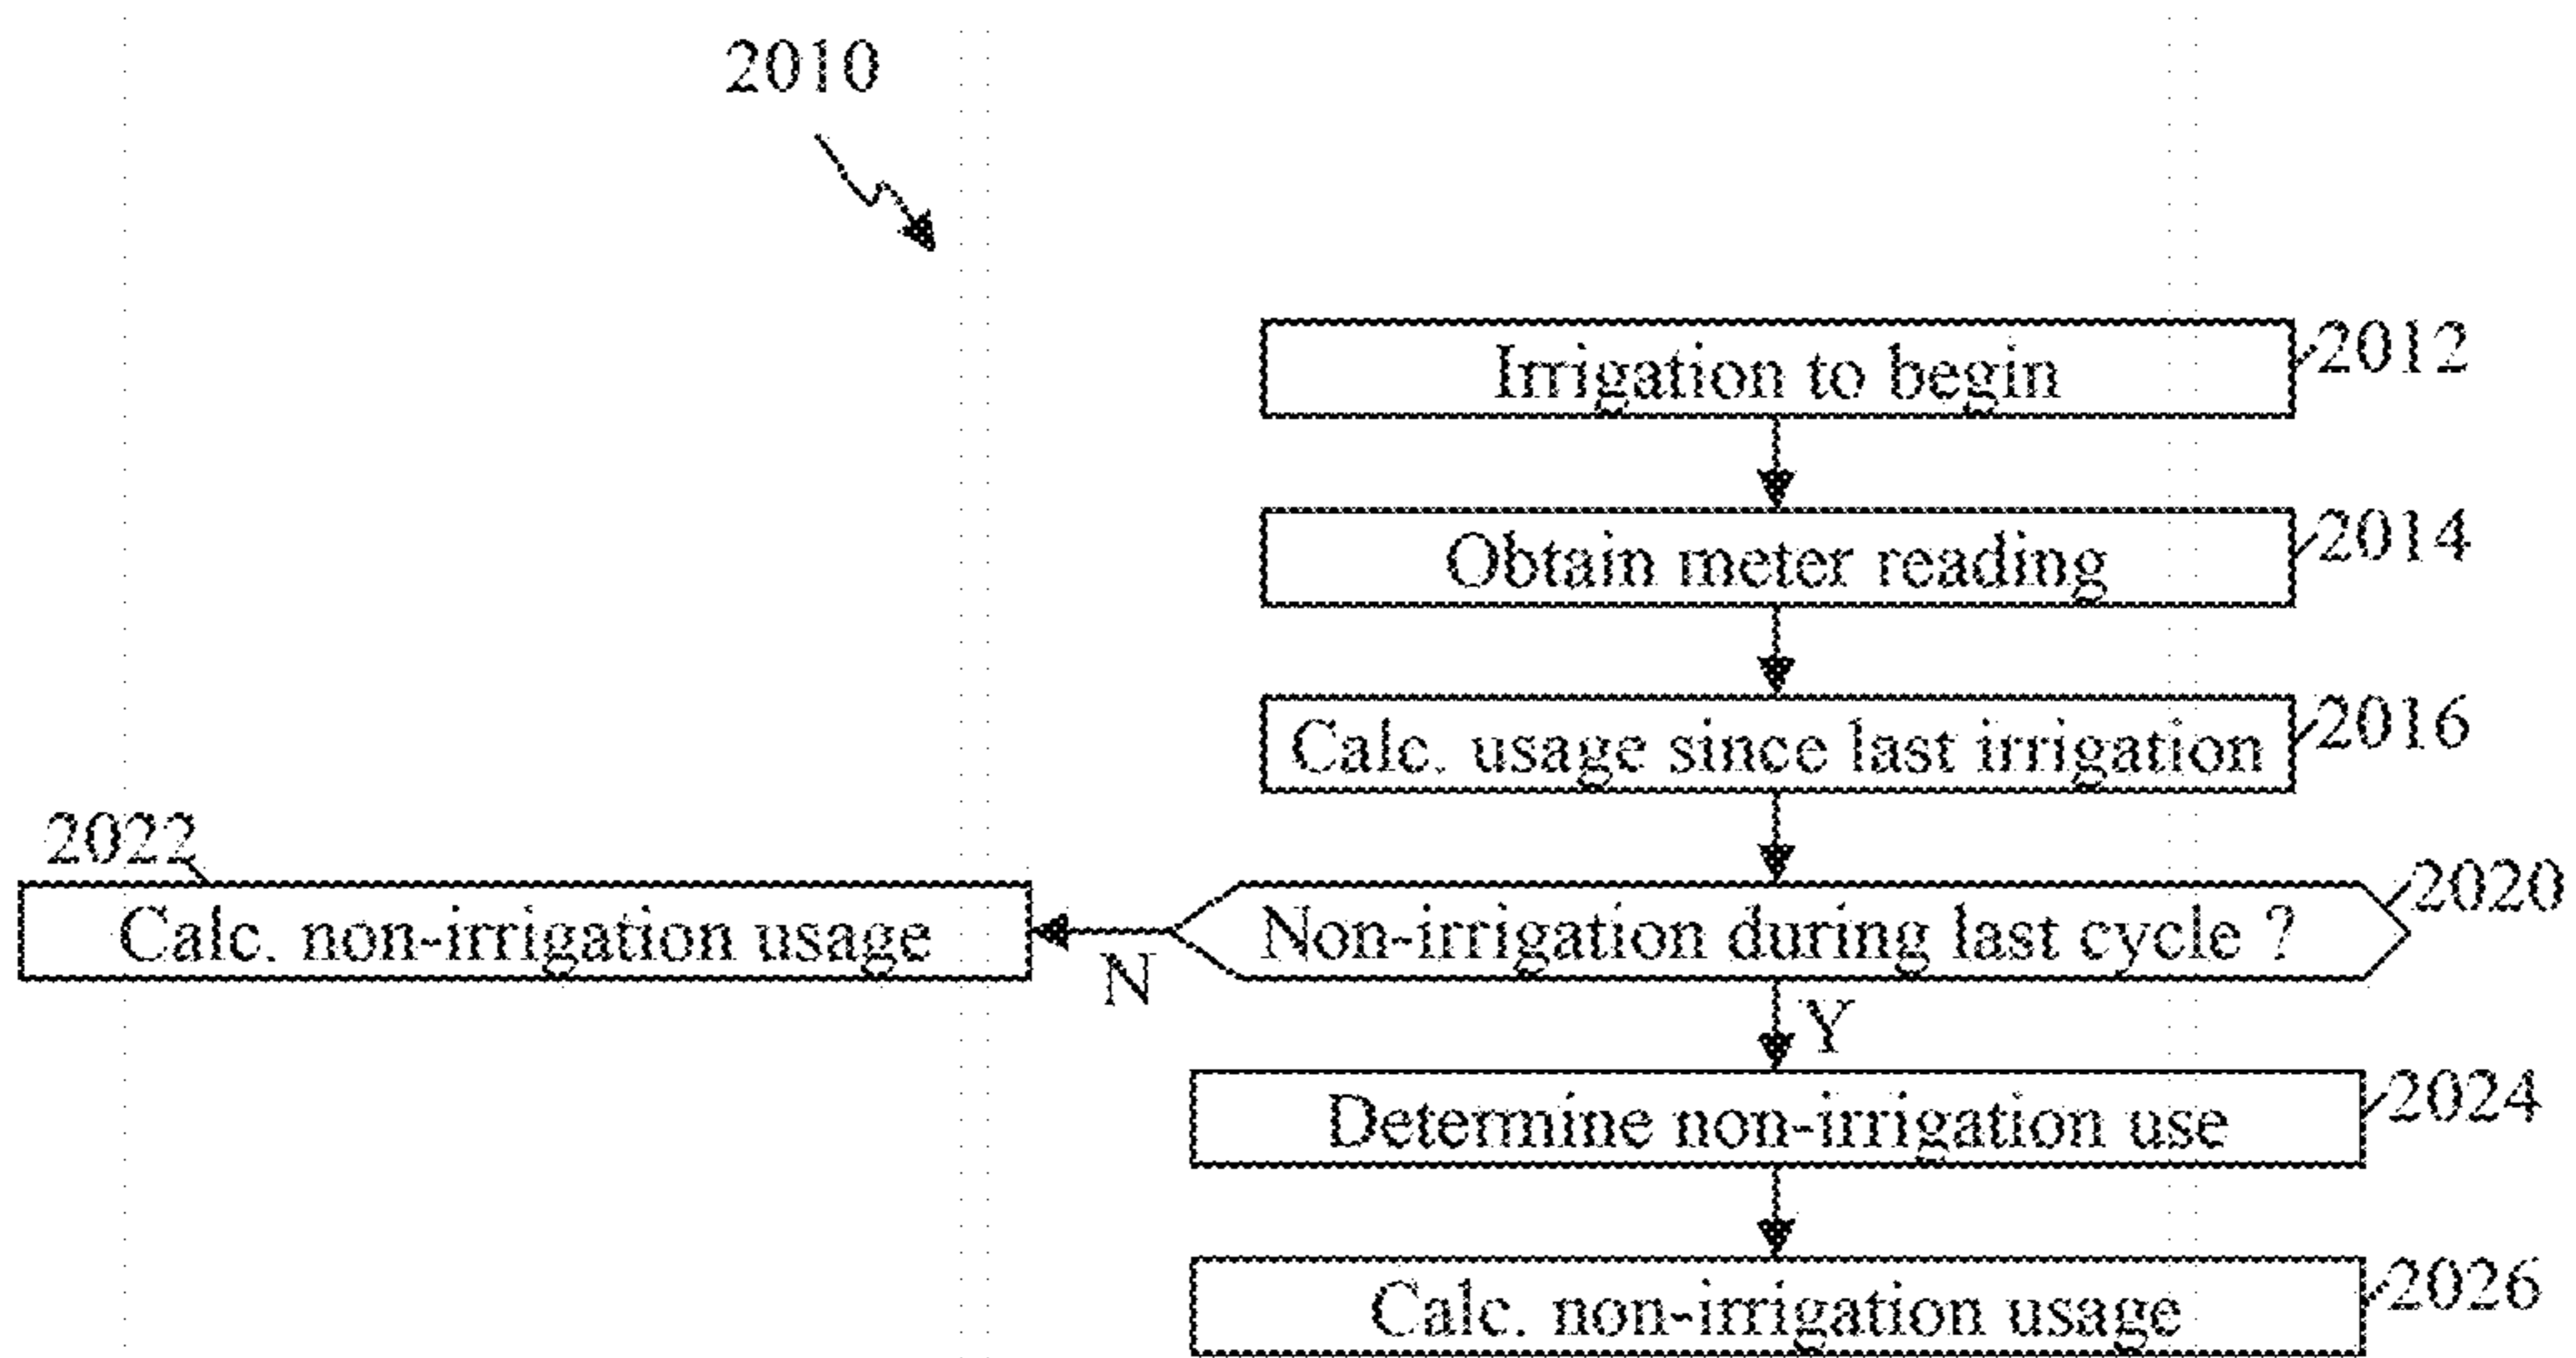 2010
Irrigation to begin
2012
Obtain meter reading
2014
Calc. usage since last irrigation
2016
2022
Calc. non-irrigation usage
N
Non-irrigation during last cycle ?
2020
Y
Determine non-irrigation use
2024
Calc. non-irrigation usage
2026